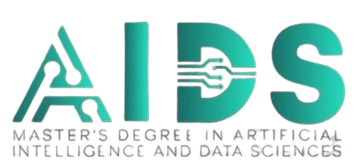 AIDS
MASTER'S DEGREE IN ARTIFICIAL
INTELLIGENCE AND DATA SCIENCES